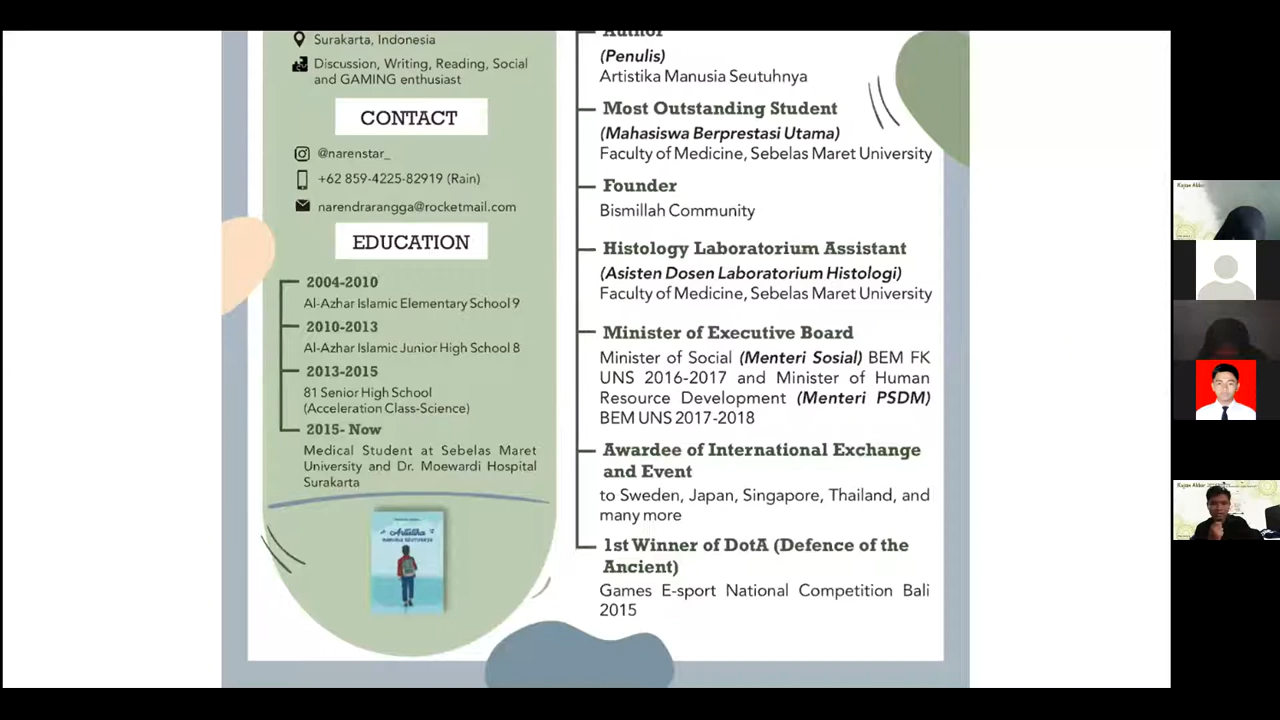 Surakarta, Indonesia
Discussion, Writing, Reading, Social
and GAMING enthusiast
CONTACT
@narenstar_
+62 859-4225-82919 (Rain)
narendrarangga@rocketmail.com
EDUCATION
2004-2010
Al-Azhar Islamic Elementary School 9
2010-2013
Al-Azhar Islamic Junior High School 8
2013-2015
81 Senior High School
(Acceleration Class-Science)
2015- Now
Medical Student at Sebelas Maret
University and Dr. Moewardi Hospital
Surakarta
Artistika
MANUSIA SEUTUHNYA
Author
(Penulis)
Artistika Manusia Seutuhnya
Most Outstanding Student
(Mahasiswa Berprestasi Utama)
Faculty of Medicine, Sebelas Maret University
Founder
Bismillah Community
Histology Laboratorium Assistant
(Asisten Dosen Laboratorium Histologi)
Faculty of Medicine, Sebelas Maret University
Minister of Executive Board
Minister of Social (Menteri Sosial) BEM FK
UNS 2016-2017 and Minister of Human
Resource Development (Menteri PSDM)
BEM UNS 2017-2018
Awardee of International Exchange
and Event
to Sweden, Japan, Singapore, Thailand, and
many more
1st Winner of DotA (Defence of the
Ancient)
Games E-sport National Competition Bali
2015
Kajian Akbar
Kajian Akbar